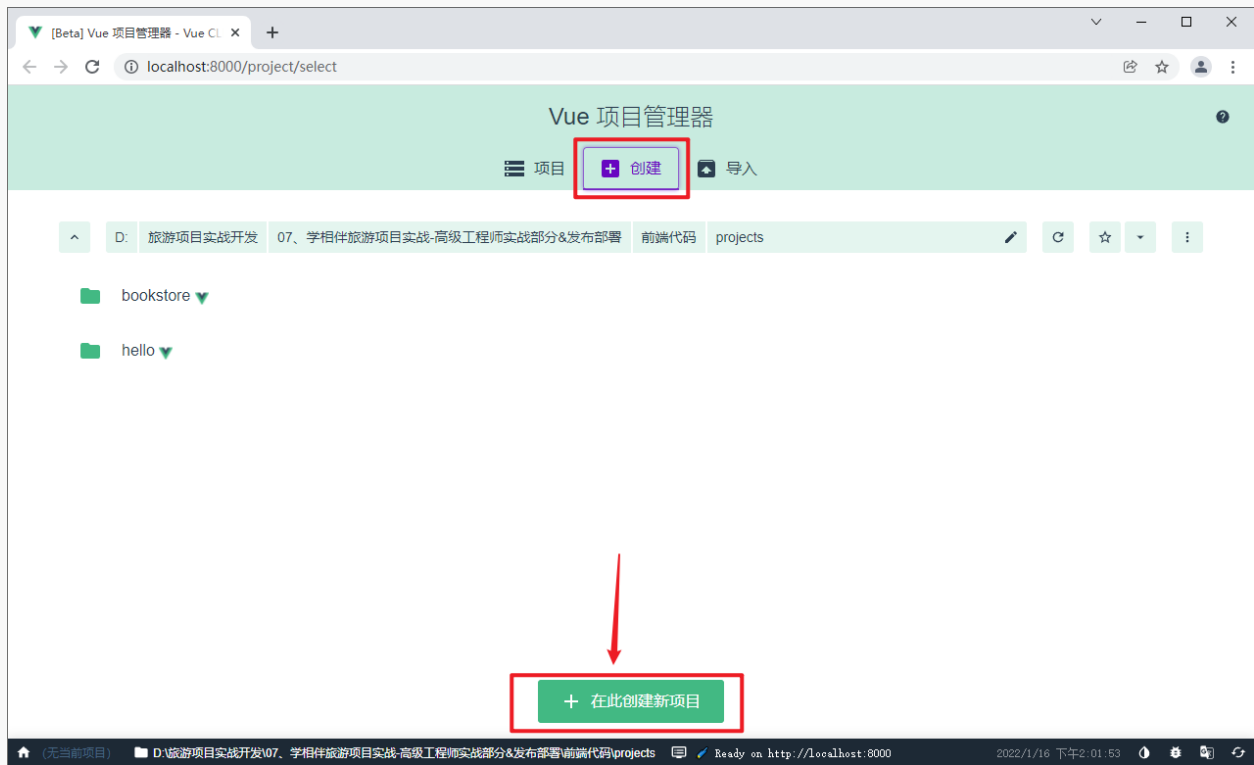 [Beta] Vue 项目管理器 - Vue CL
localhost:8000/project/select
Vue 项目管理器
项目 创建 导入
D: 旅游项目实战开发 07、学相伴旅游项目实战-高级工程师实战部分&发布部署 前端代码 projects
bookstore
hello
在此创建新项目
(无当前项目) D:\旅游项目实战开发\07、学相伴旅游项目实战-高级工程师实战部分&发布部署\前端代码\projects Ready on http://localhost:8000 2022/1/16 下午2:01:53